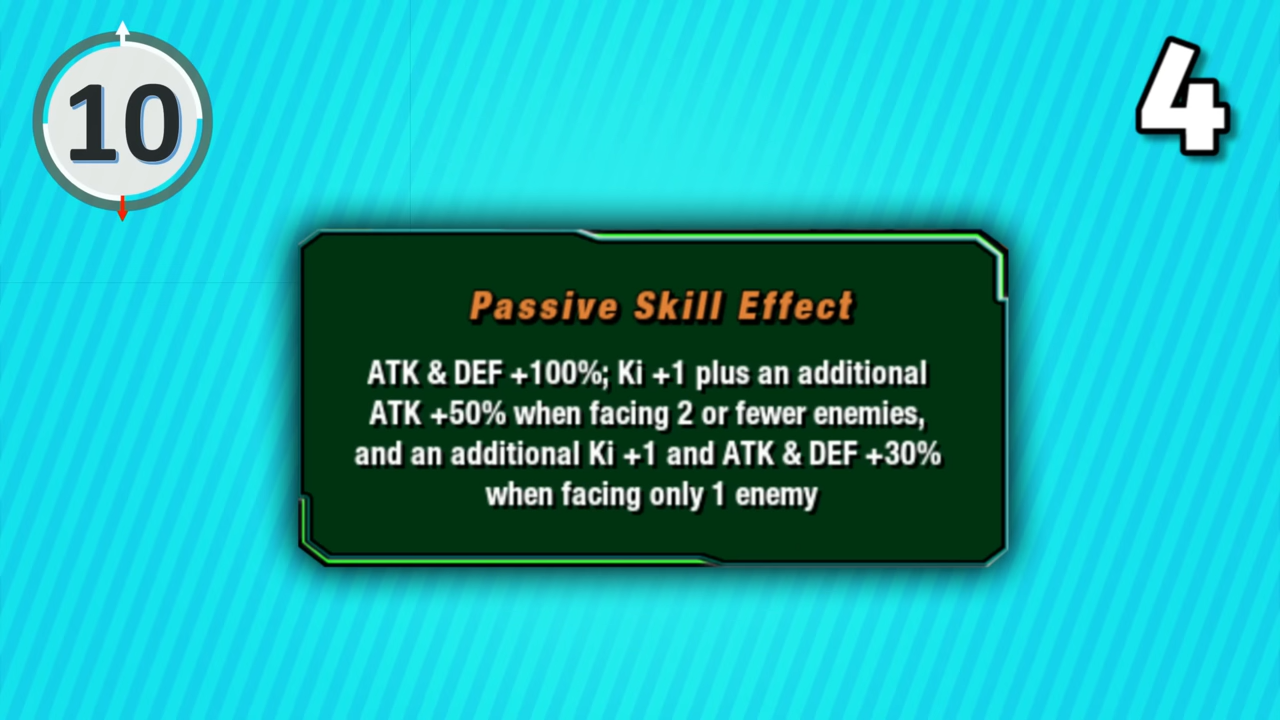 10
4
Passive Skill Effect
ATK & DEF +100%; Ki +1 plus an additional
ATK +50% when facing 2 or fewer enemies,
and an additional Ki +1 and ATK & DEF +30%
when facing only 1 enemy